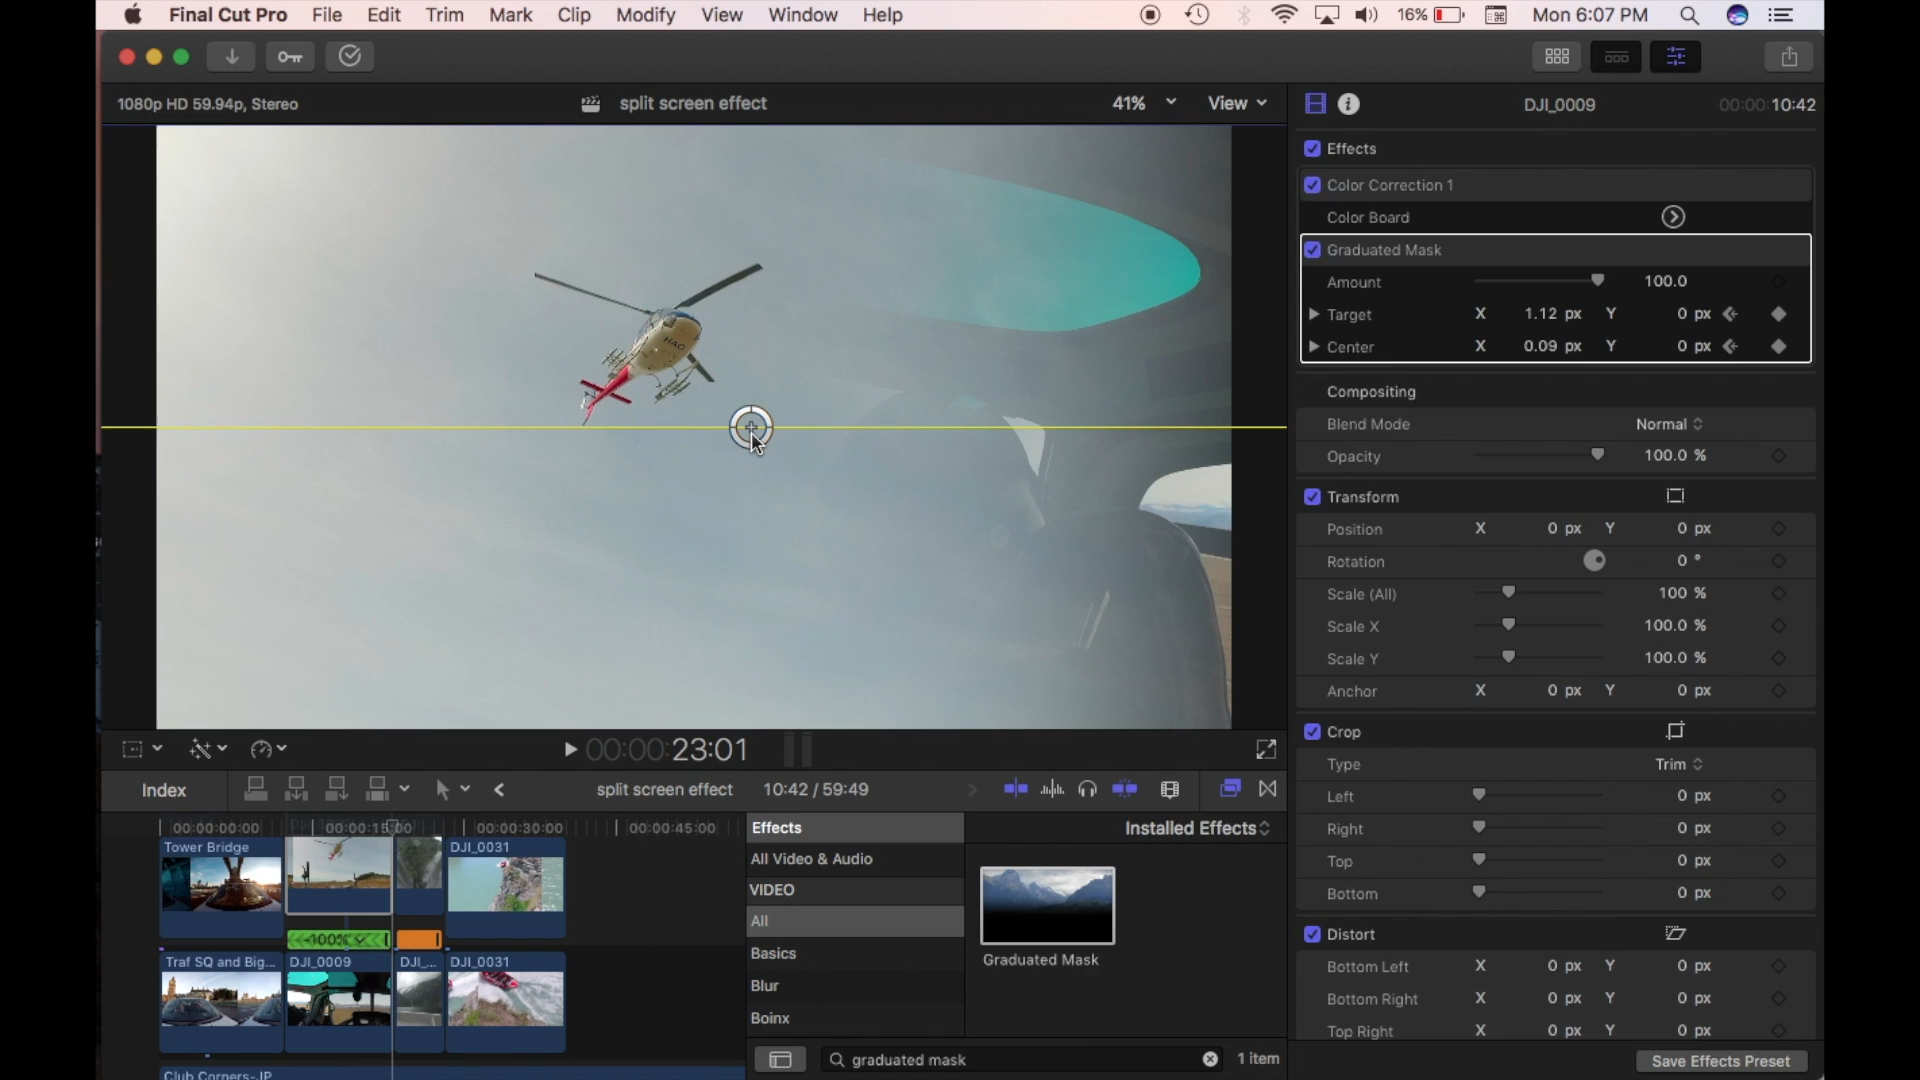 Final Cut Pro File Edit Trim Mark Clip Modify View Window Help 16% Mon 6:07 PM
1080p HD 59.94p, Stereo split screen effect 41% View DJI_0009 00:00:10:42
Effects
Color Correction 1
Color Board
Graduated Mask
Amount 100.0
Target X 1.12 px Y 0 px
Center X 0.09 px Y 0 px
Compositing
Blend Mode Normal
Opacity 100.0 %
Transform
Position X 0 px Y 0 px
Rotation 0 °
Scale (All) 100 %
Scale X 100.0 %
Scale Y 100.0 %
Anchor X 0 px Y 0 px
Crop
Type Trim
Left 0 px
Right 0 px
Top 0 px
Bottom 0 px
Distort
Bottom Left X 0 px Y 0 px
Bottom Right X 0 px Y 0 px
Top Right X 0 px Y 0 px
Save Effects Preset
HAO
00:00:23:01
Index split screen effect 10:42 / 59:49
00:00:00:00 00:00:15:00 00:00:30:00 00:00:45:00
Tower Bridge DJI_0031
-100%
Traf SQ and Big... DJI_0009 DJI_... DJI_0031
Club Corners-JP
Effects Installed Effects
All Video & Audio
VIDEO
All
Basics
Blur
Boinx
Graduated Mask
graduated mask 1 item